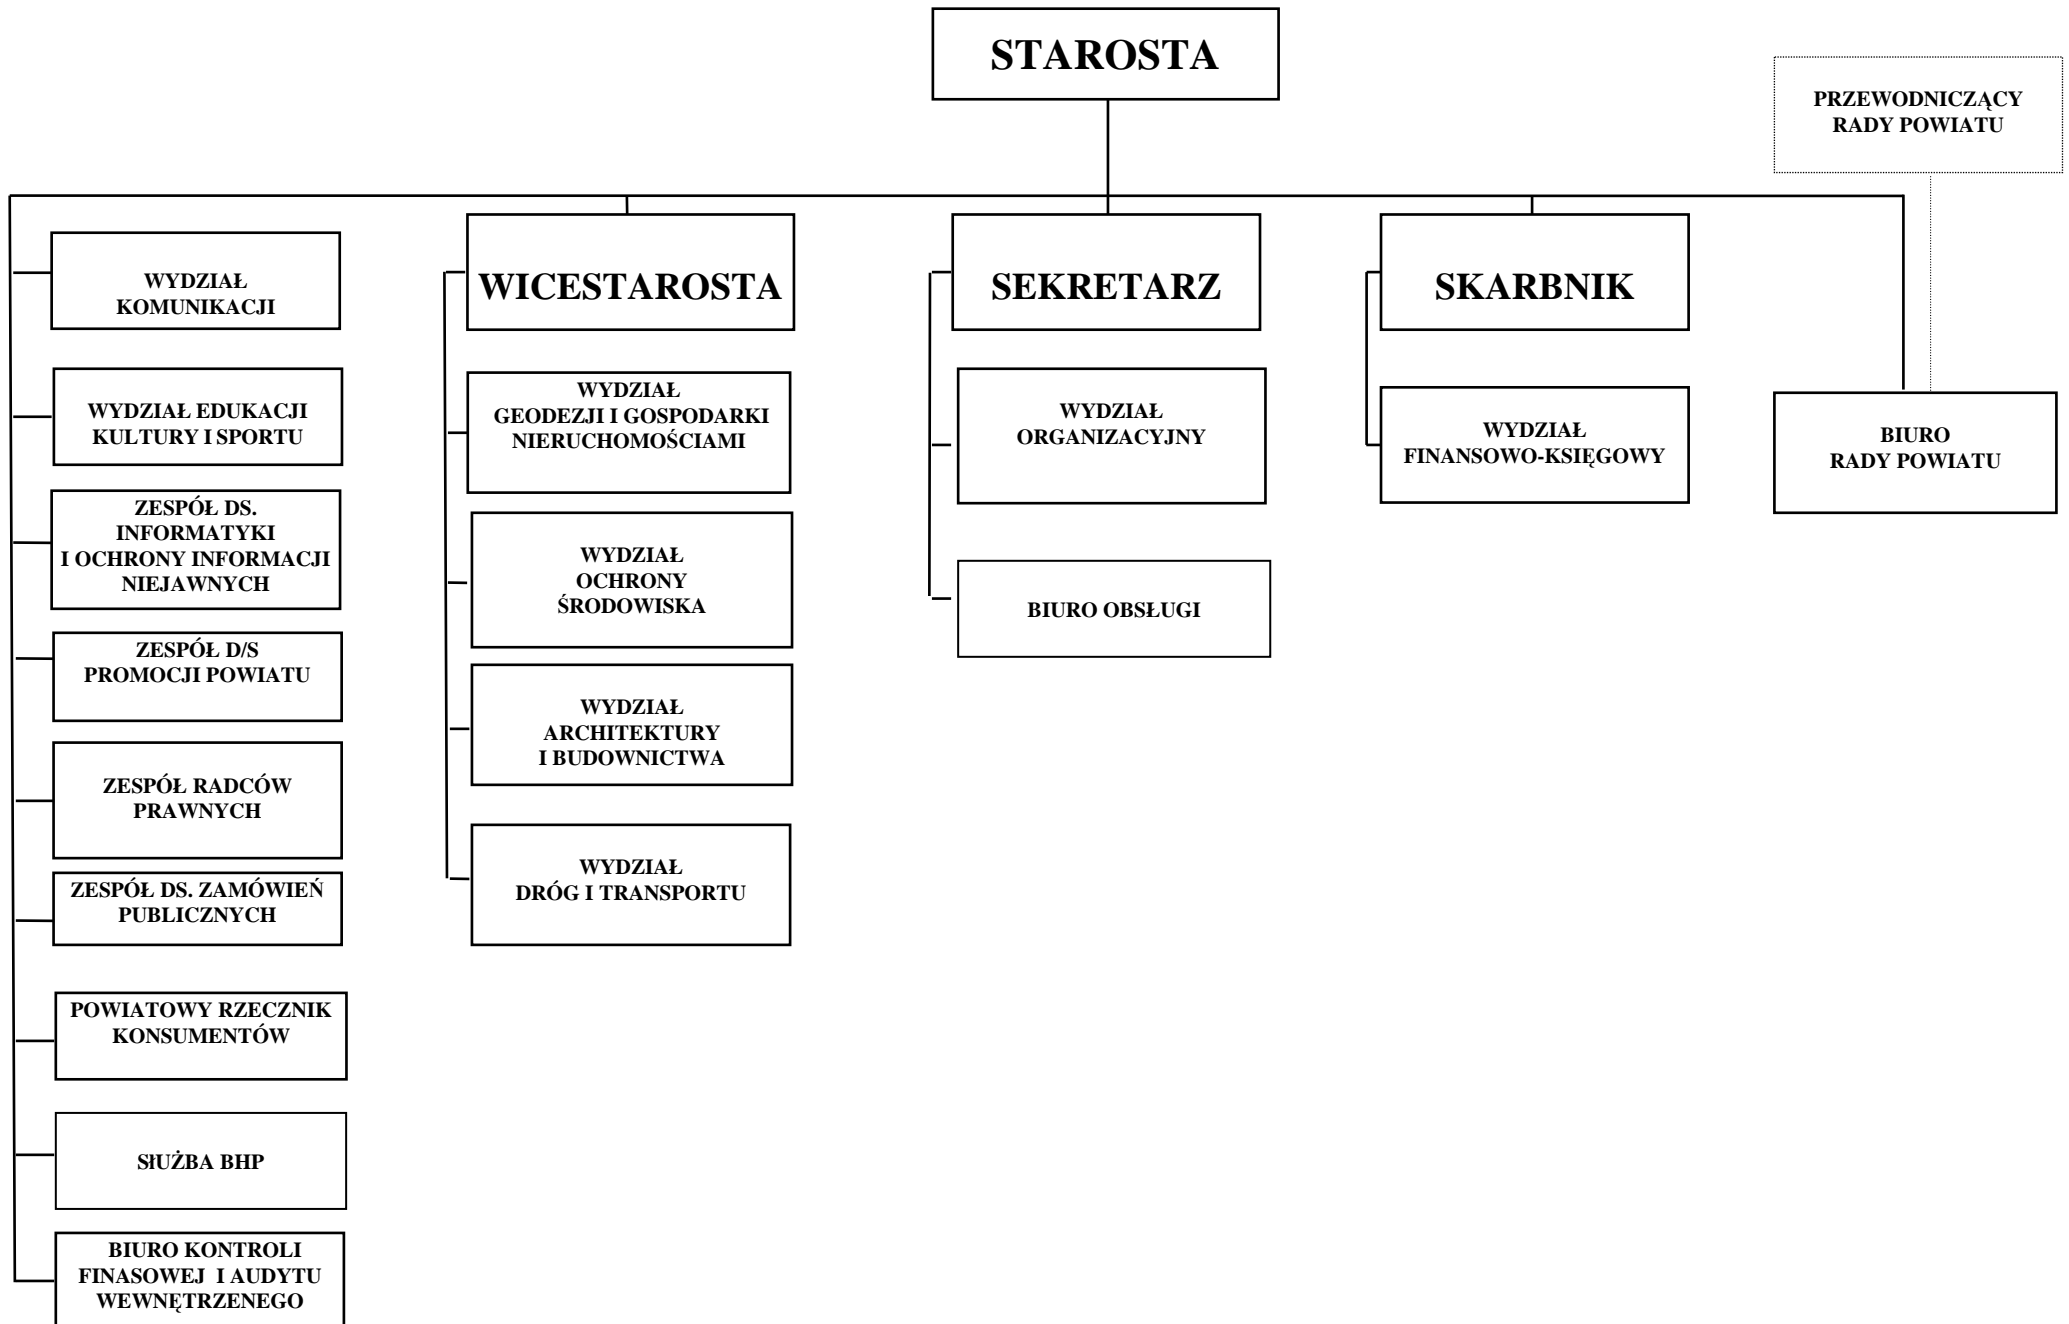 STAROSTA
PRZEWODNICZĄCY
RADY POWIATU
WYDZIAŁ
KOMUNIKACJI
WYDZIAŁ EDUKACJI
KULTURY I SPORTU
ZESPÓŁ DS.
INFORMATYKI
I OCHRONY INFORMACJI
NIEJAWNYCH
ZESPÓŁ D/S
PROMOCJI POWIATU
ZESPÓŁ RADCÓW
PRAWNYCH
ZESPÓŁ DS. ZAMÓWIEŃ
PUBLICZNYCH
POWIATOWY RZECZNIK
KONSUMENTÓW
SłUŻBA BHP
BIURO KONTROLI
FINASOWEJ I AUDYTU
WEWNĘTRZENEGO
WICESTAROSTA
WYDZIAŁ
GEODEZJI I GOSPODARKI
NIERUCHOMOŚCIAMI
WYDZIAŁ
OCHRONY
ŚRODOWISKA
WYDZIAŁ
ARCHITEKTURY
I BUDOWNICTWA
WYDZIAŁ
DRÓG I TRANSPORTU
SEKRETARZ
WYDZIAŁ
ORGANIZACYJNY
BIURO OBSŁUGI
SKARBNIK
WYDZIAŁ
FINANSOWO-KSIĘGOWY
BIURO
RADY POWIATU